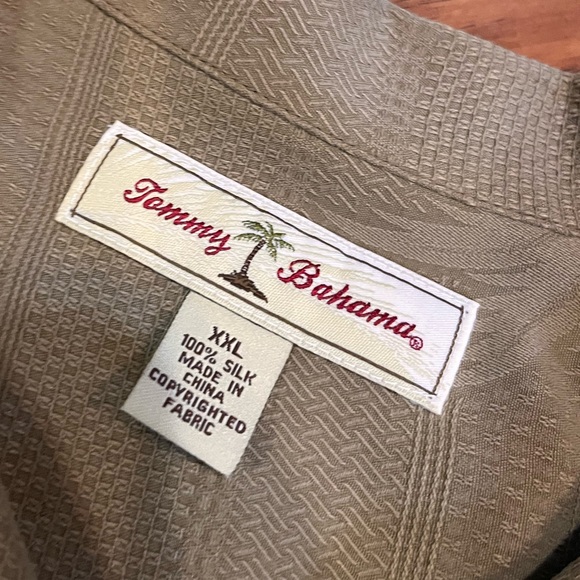 Tommy Bahama®
XXL
100% SILK
MADE IN
CHINA
COPYRIGHTED
FABRIC